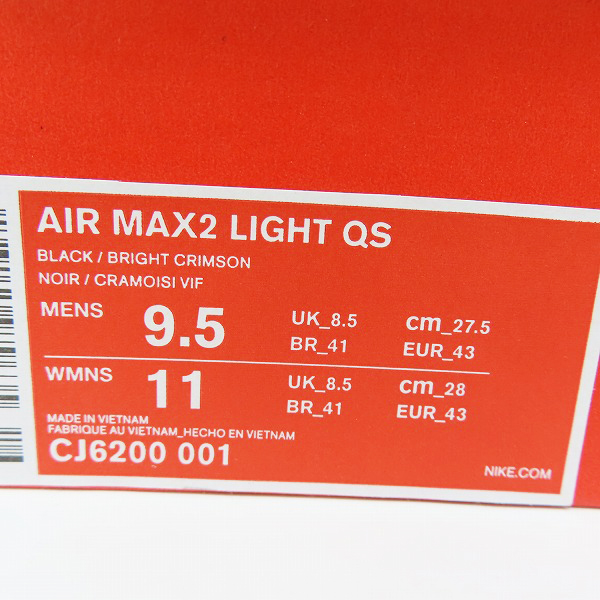 AIR MAX2 LIGHT QS
BLACK / BRIGHT CRIMSON
NOIR / CRAMOISI VIF
MENS 9.5 UK_8.5 cm_27.5
BR_41 EUR_43
WMNS 11 UK_8.5 cm_28
BR_41 EUR_43
MADE IN VIETNAM
FABRIQUE AU VIETNAM_HECHO EN VIETNAM
CJ6200 001
NIKE.COM